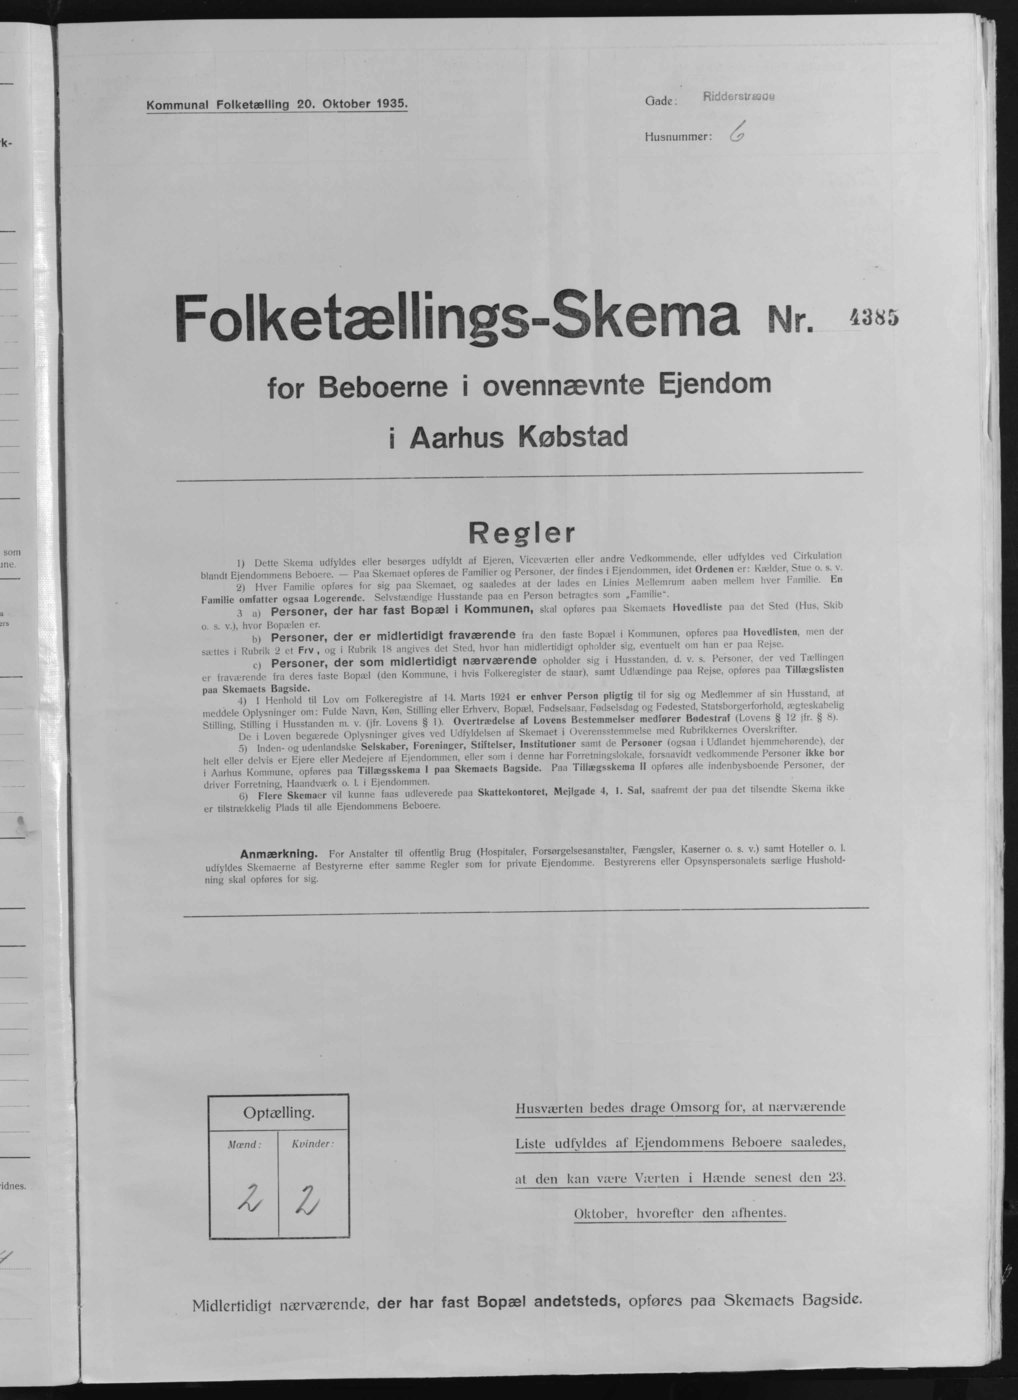 Kommunal Folketælling 20. Oktober 1935.
Gade: Ridderstræde
Husnummer: 6
Folketællings-Skema Nr. 4385
for Beboerne i ovennævnte Ejendom
i Aarhus Købstad
Regler
1) Dette Skema udfyldes eller besørges udfyldt af Ejeren, Viceværten eller andre Vedkommende, eller udfyldes ved Cirkulation
blandt Ejendommens Beboere. — Paa Skemaet opføres de Familier og Personer, der findes i Ejendommen, idet Ordenen er: Kælder, Stue o. s. v.
2) Hver Familie opføres for sig paa Skemaet, og saaledes at der lades en Linies Mellemrum aaben mellem hver Familie. En
Familie omfatter ogsaa Logerende. Selvstændige Husstande paa en Person betragtes som „Familie“.
3 a) Personer, der har fast Bopæl i Kommunen, skal opføres paa Skemaets Hovedliste paa det Sted (Hus, Skib
o. s. v.), hvor Bopælen er.
b) Personer, der er midlertidigt fraværende fra den faste Bopæl i Kommunen, opføres paa Hovedlisten, men der
sættes i Rubrik 2 et Frv, og i Rubrik 18 angives det Sted, hvor han midlertidigt opholder sig, eventuelt om han er paa Rejse.
c) Personer, der som midlertidigt nærværende opholder sig i Husstanden, d. v. s. Personer, der ved Tællingen
er fraværende fra deres faste Bopæl (den Kommune, i hvis Folkeregister de staar), samt Udlændinge paa Rejse, opføres paa Tillægslisten
paa Skemaets Bagside.
4) I Henhold til Lov om Folkeregistre af 14. Marts 1924 er enhver Person pligtig til for sig og Medlemmer af sin Husstand, at
meddele Oplysninger om: Fulde Navn, Køn, Stilling eller Erhverv, Bopæl, Fødselsaar, Fødselsdag og Fødested, Statsborgerforhold, ægteskabelig
Stilling, Stilling i Husstanden m. v. (jfr. Lovens § 1). Overtrædelse af Lovens Bestemmelser medfører Bødestraf (Lovens § 12 jfr. § 8).
De i Loven begærede Oplysninger gives ved Udfyldelsen af Skemaet i Overensstemmelse med Rubrikkernes Overskrifter.
5) Inden- og udenlandske Selskaber, Foreninger, Stiftelser, Institutioner samt de Personer (ogsaa i Udlandet hjemmehørende), der
helt eller delvis er Ejere eller Medejere af Ejendommen, eller som i denne har Forretningslokale, forsaavidt vedkommende Personer ikke bor
i Aarhus Kommune, opføres paa Tillægsskema I paa Skemaets Bagside. Paa Tillægsskema II opføres alle indenbysboende Personer, der
driver Forretning, Haandværk o. l. i Ejendommen.
6) Flere Skemaer vil kunne faas udleverede paa Skattekontoret, Mejlgade 4, 1. Sal, saafremt der paa det tilsendte Skema ikke
er tilstrækkelig Plads til alle Ejendommens Beboere.
Anmærkning. For Anstalter til offentlig Brug (Hospitaler, Forsørgelsesanstalter, Fængsler, Kaserner o. s. v.) samt Hoteller o. l.
udfyldes Skemaerne af Bestyrerne efter samme Regler som for private Ejendomme. Bestyrerens eller Opsynspersonalets særlige Hushold-
ning skal opføres for sig.
Optælling.
Mænd: Kvinder:
2 2
Husværten bedes drage Omsorg for, at nærværende
Liste udfyldes af Ejendommens Beboere saaledes,
at den kan være Værten i Hænde senest den 23.
Oktober, hvorefter den afhentes.
Midlertidigt nærværende, der har fast Bopæl andetsteds, opføres paa Skemaets Bagside.